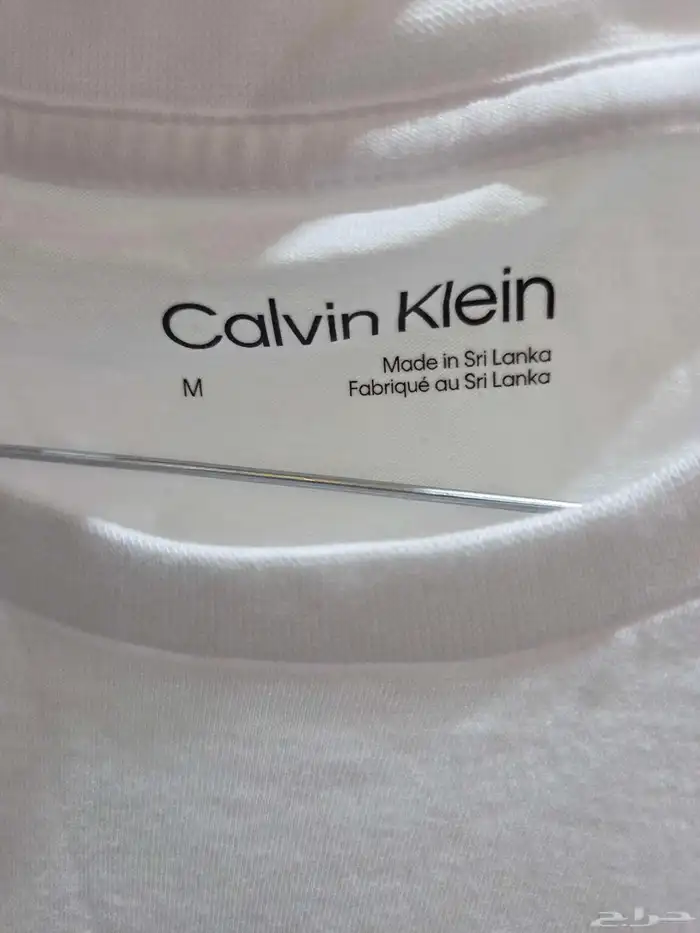 Calvin Klein
Made in Sri Lanka
M
Fabriqué au Sri Lanka
حراج